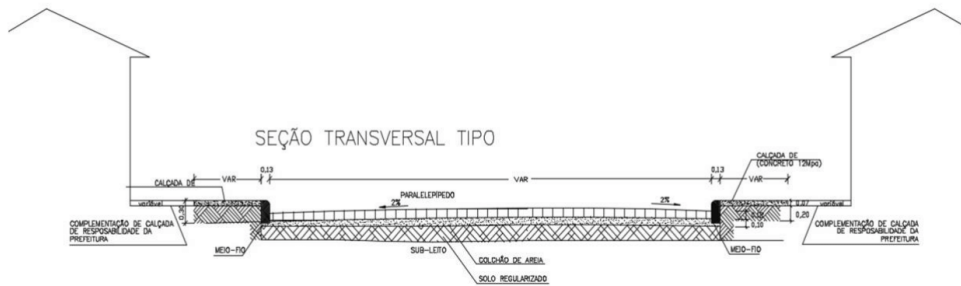 SEÇÃO TRANSVERSAL TIPO
0,13
0,13
CALÇADA DE
(CONCRETO 12Mpa)
VAR
VAR
VAR
CALÇADA DE
PARALELEPÍPEDO
2%
2%
variável
0,30
0,07
variável
0,20
0,10
COMPLEMENTAÇÃO DE CALÇADA
DE RESPOSABILIDADE DA
PREFEITURA
COMPLEMENTAÇÃO DE CALÇADA
DE RESPOSABILIDADE DA
PREFEITURA
MEIO-FIO
SUB-LEITO
MEIO-FIO
COLCHÃO DE AREIA
SOLO REGULARIZADO